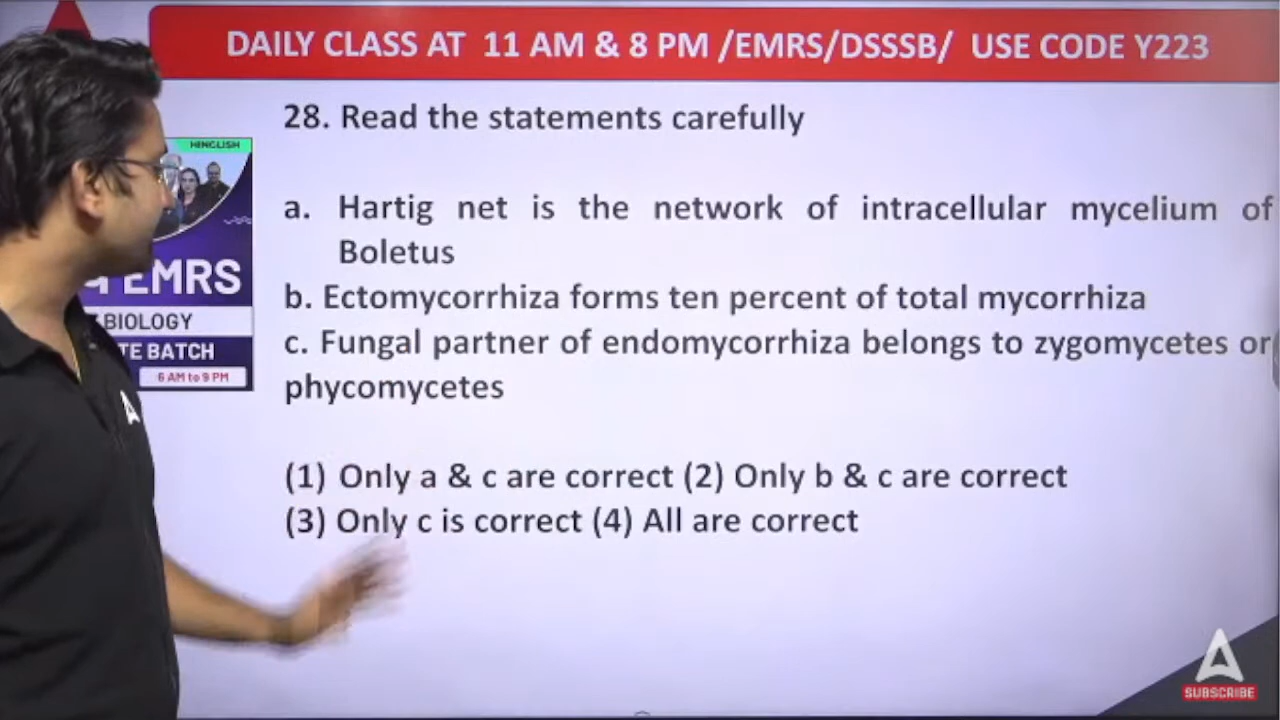 DAILY CLASS AT 11 AM & 8 PM /EMRS/DSSSB/ USE CODE Y223
28. Read the statements carefully
HINGLISH
a. Hartig net is the network of intracellular mycelium of
Boletus
EMRS
b. Ectomycorrhiza forms ten percent of total mycorrhiza
BIOLOGY
c. Fungal partner of endomycorrhiza belongs to zygomycetes or
BATCH
6 AM to 9 PM
phycomycetes
(1) Only a & c are correct (2) Only b & c are correct
(3) Only c is correct (4) All are correct
SUBSCRIBE